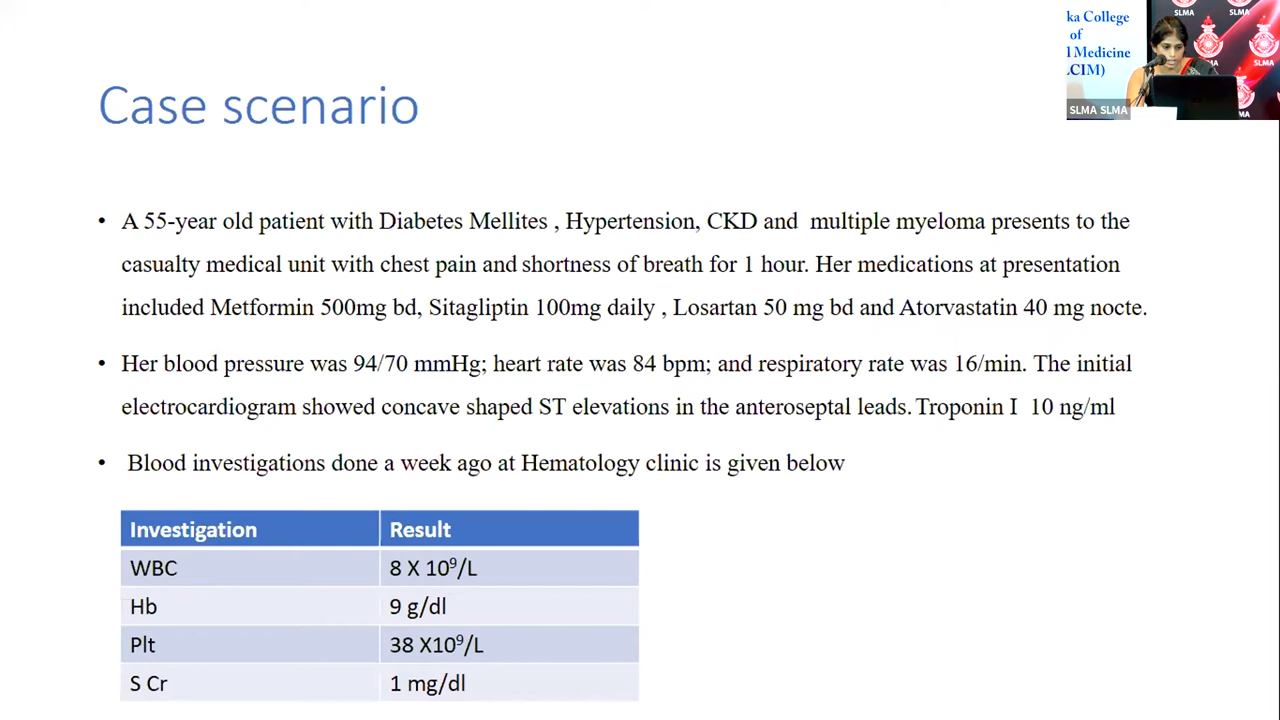 ka College
of
l Medicine
.CIM)
SLMA
SLMA
SLMA
SLMA
SLMA
SLMA SLMA
Case scenario
• A 55-year old patient with Diabetes Mellites , Hypertension, CKD and multiple myeloma presents to the
casualty medical unit with chest pain and shortness of breath for 1 hour. Her medications at presentation
included Metformin 500mg bd, Sitagliptin 100mg daily , Losartan 50 mg bd and Atorvastatin 40 mg nocte.
• Her blood pressure was 94/70 mmHg; heart rate was 84 bpm; and respiratory rate was 16/min. The initial
electrocardiogram showed concave shaped ST elevations in the anteroseptal leads. Troponin I 10 ng/ml
• Blood investigations done a week ago at Hematology clinic is given below
Investigation Result
WBC 8 X 10⁹/L
Hb 9 g/dl
Plt 38 X10⁹/L
S Cr 1 mg/dl